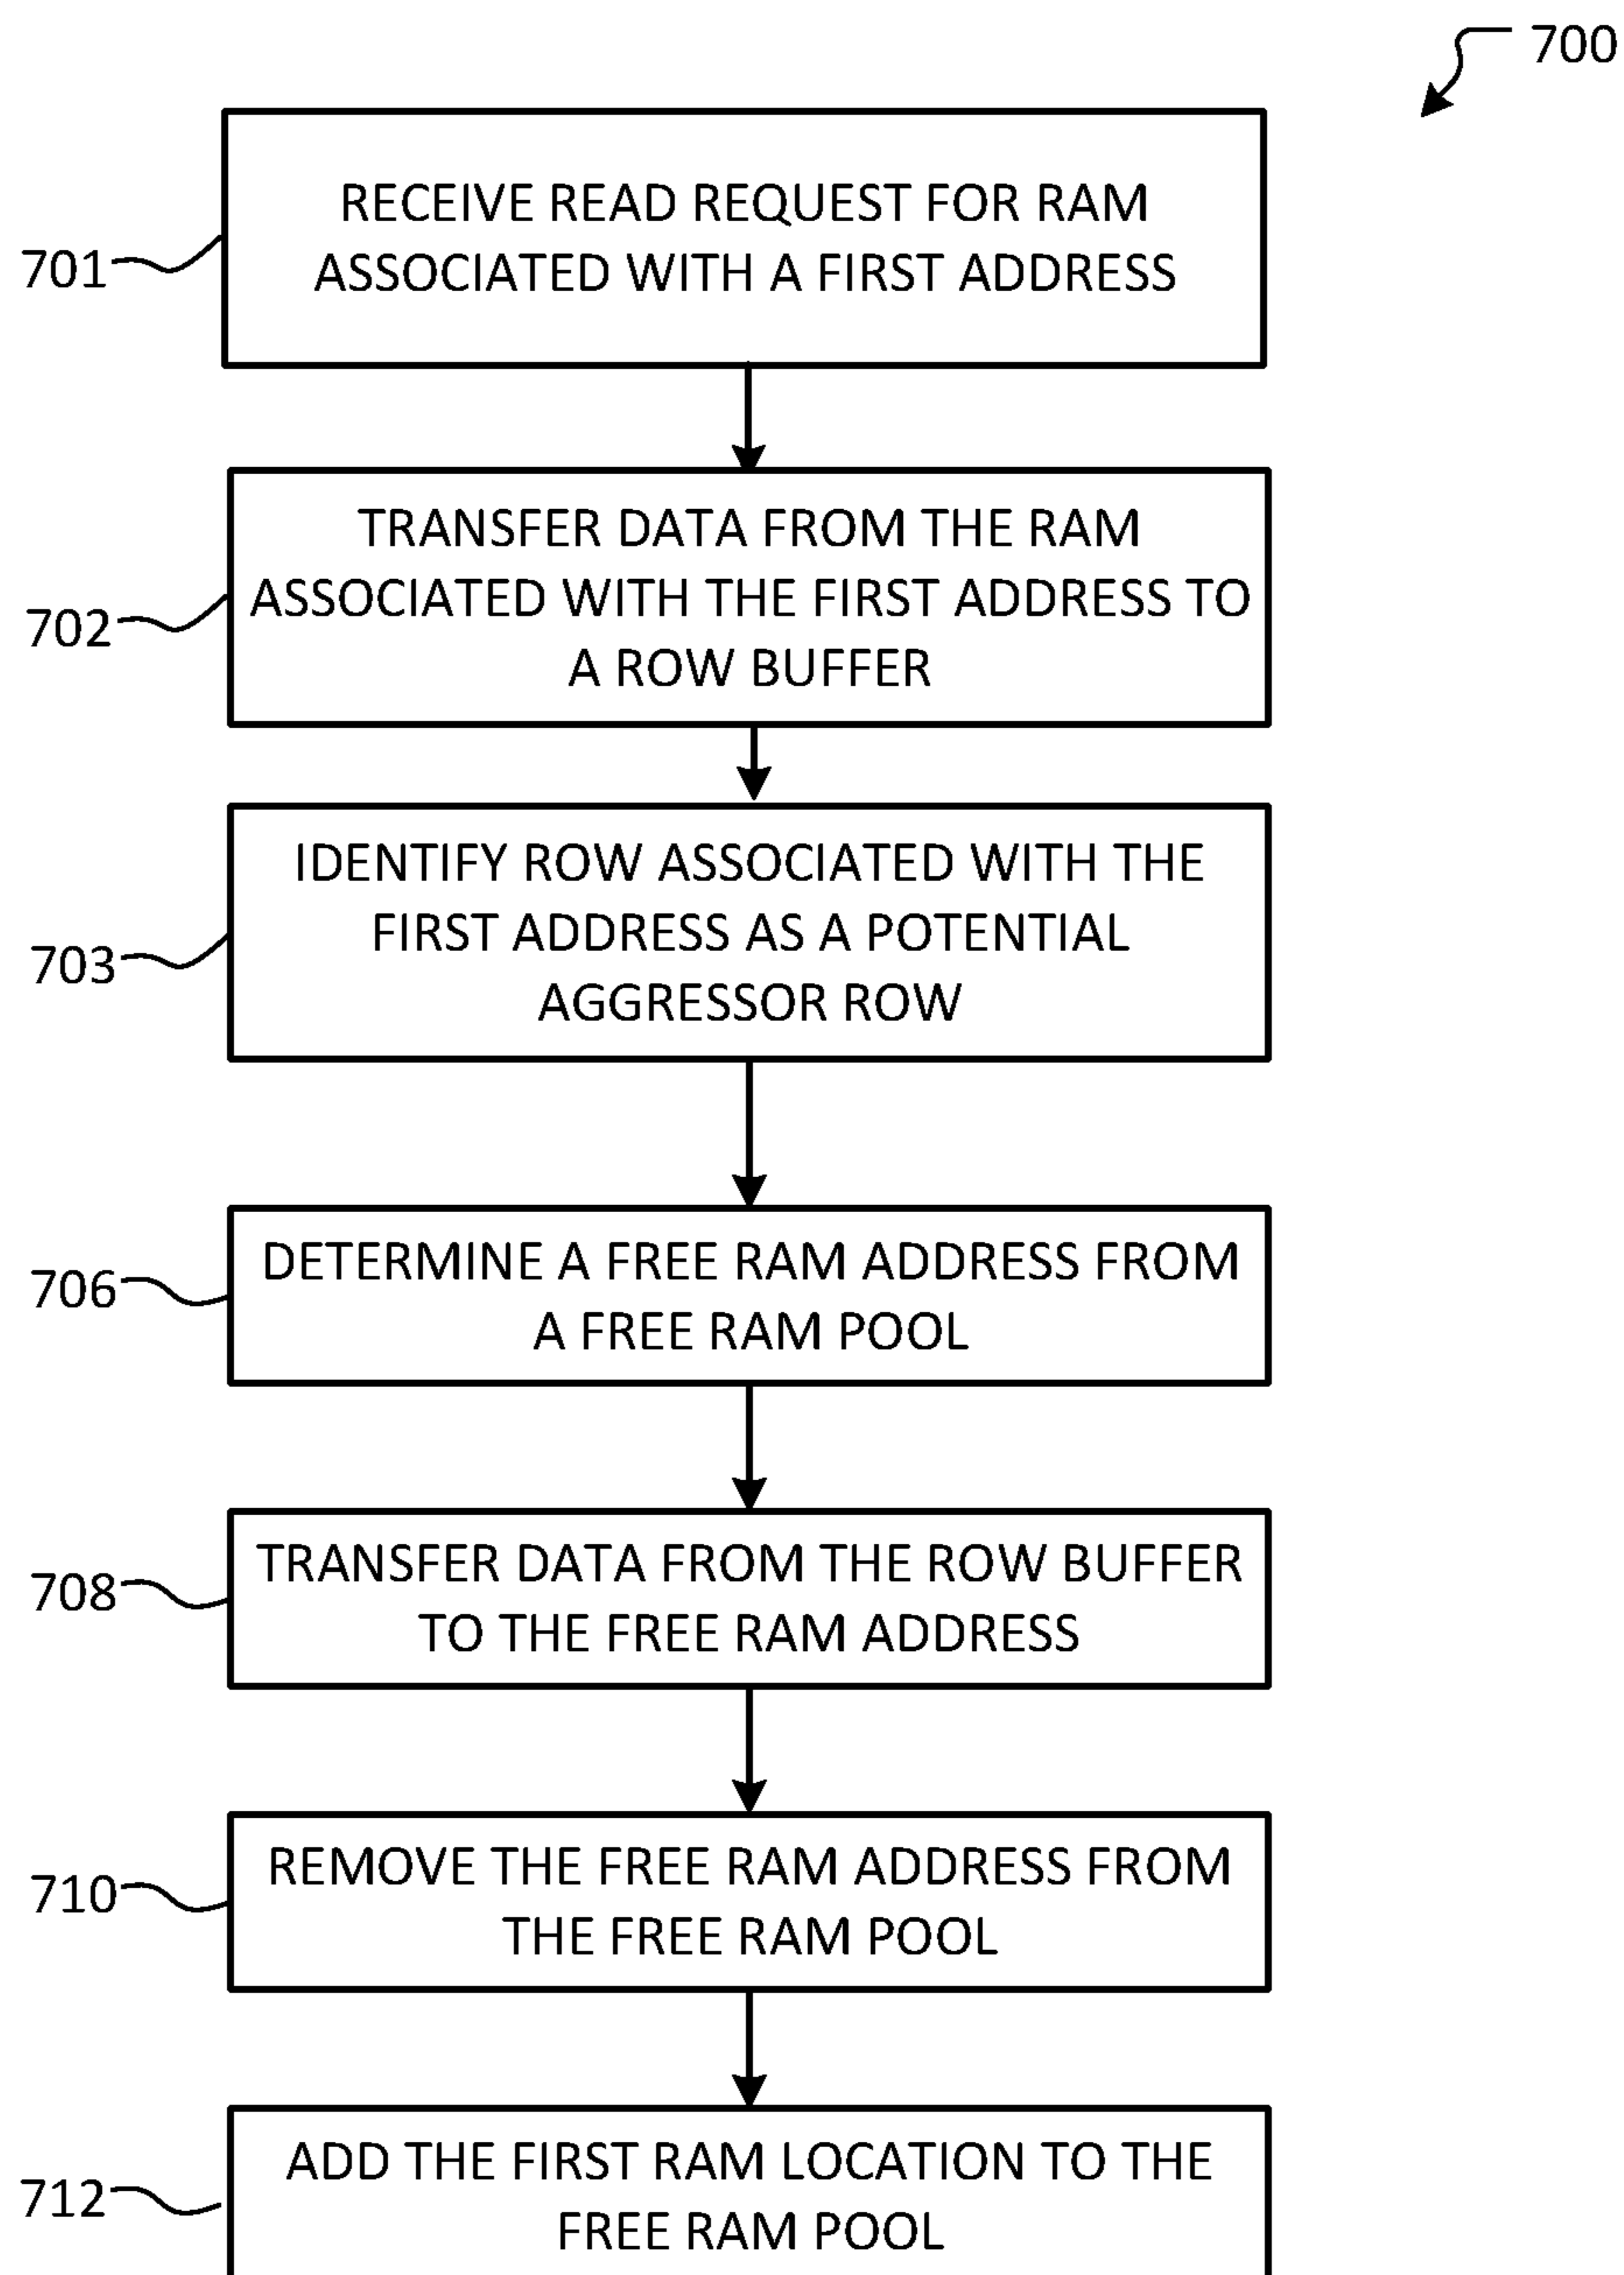 700
RECEIVE READ REQUEST FOR RAM
ASSOCIATED WITH A FIRST ADDRESS
701
TRANSFER DATA FROM THE RAM
ASSOCIATED WITH THE FIRST ADDRESS TO
A ROW BUFFER
702
IDENTIFY ROW ASSOCIATED WITH THE
FIRST ADDRESS AS A POTENTIAL
AGGRESSOR ROW
703
DETERMINE A FREE RAM ADDRESS FROM
A FREE RAM POOL
706
TRANSFER DATA FROM THE ROW BUFFER
TO THE FREE RAM ADDRESS
708
REMOVE THE FREE RAM ADDRESS FROM
THE FREE RAM POOL
710
ADD THE FIRST RAM LOCATION TO THE
FREE RAM POOL
712